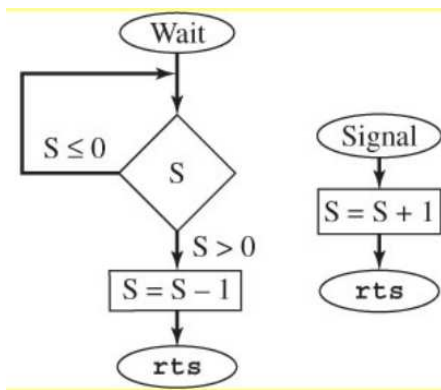 Wait
S ≤ 0
S
S > 0
S = S – 1
rts
Signal
S = S + 1
rts